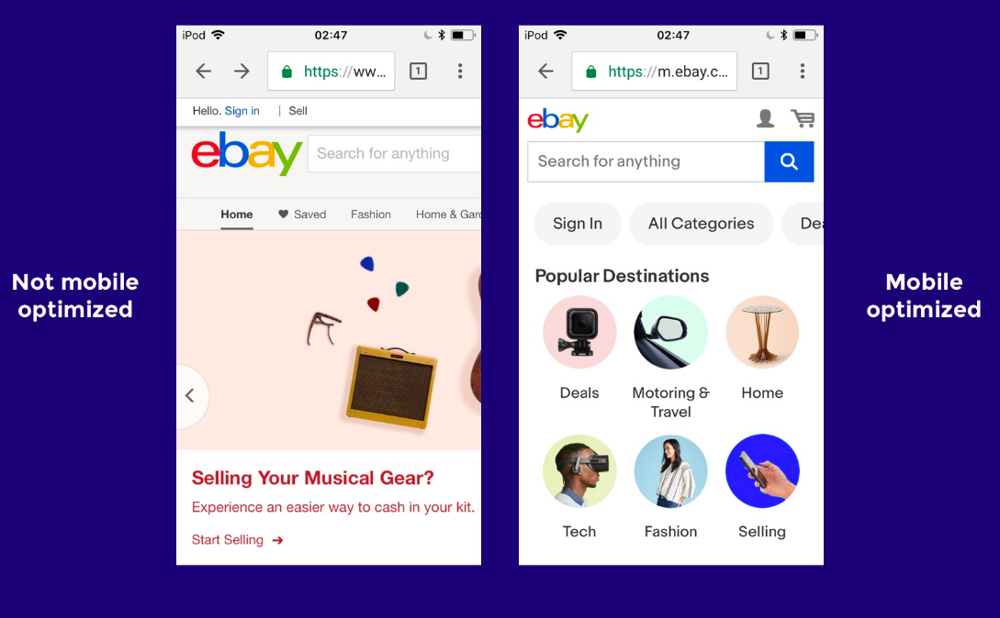 Not mobile
optimized
iPod 02:47
https://ww... 1
Hello. Sign in | Sell
ebay Search for anything
Home Saved Fashion Home & Gard
Selling Your Musical Gear?
Experience an easier way to cash in your kit.
Start Selling →
iPod 02:47
https://m.ebay.c... 1
ebay
Search for anything
Sign In All Categories Dea
Popular Destinations
Deals Motoring & Home
Travel
Tech Fashion Selling
Mobile
optimized